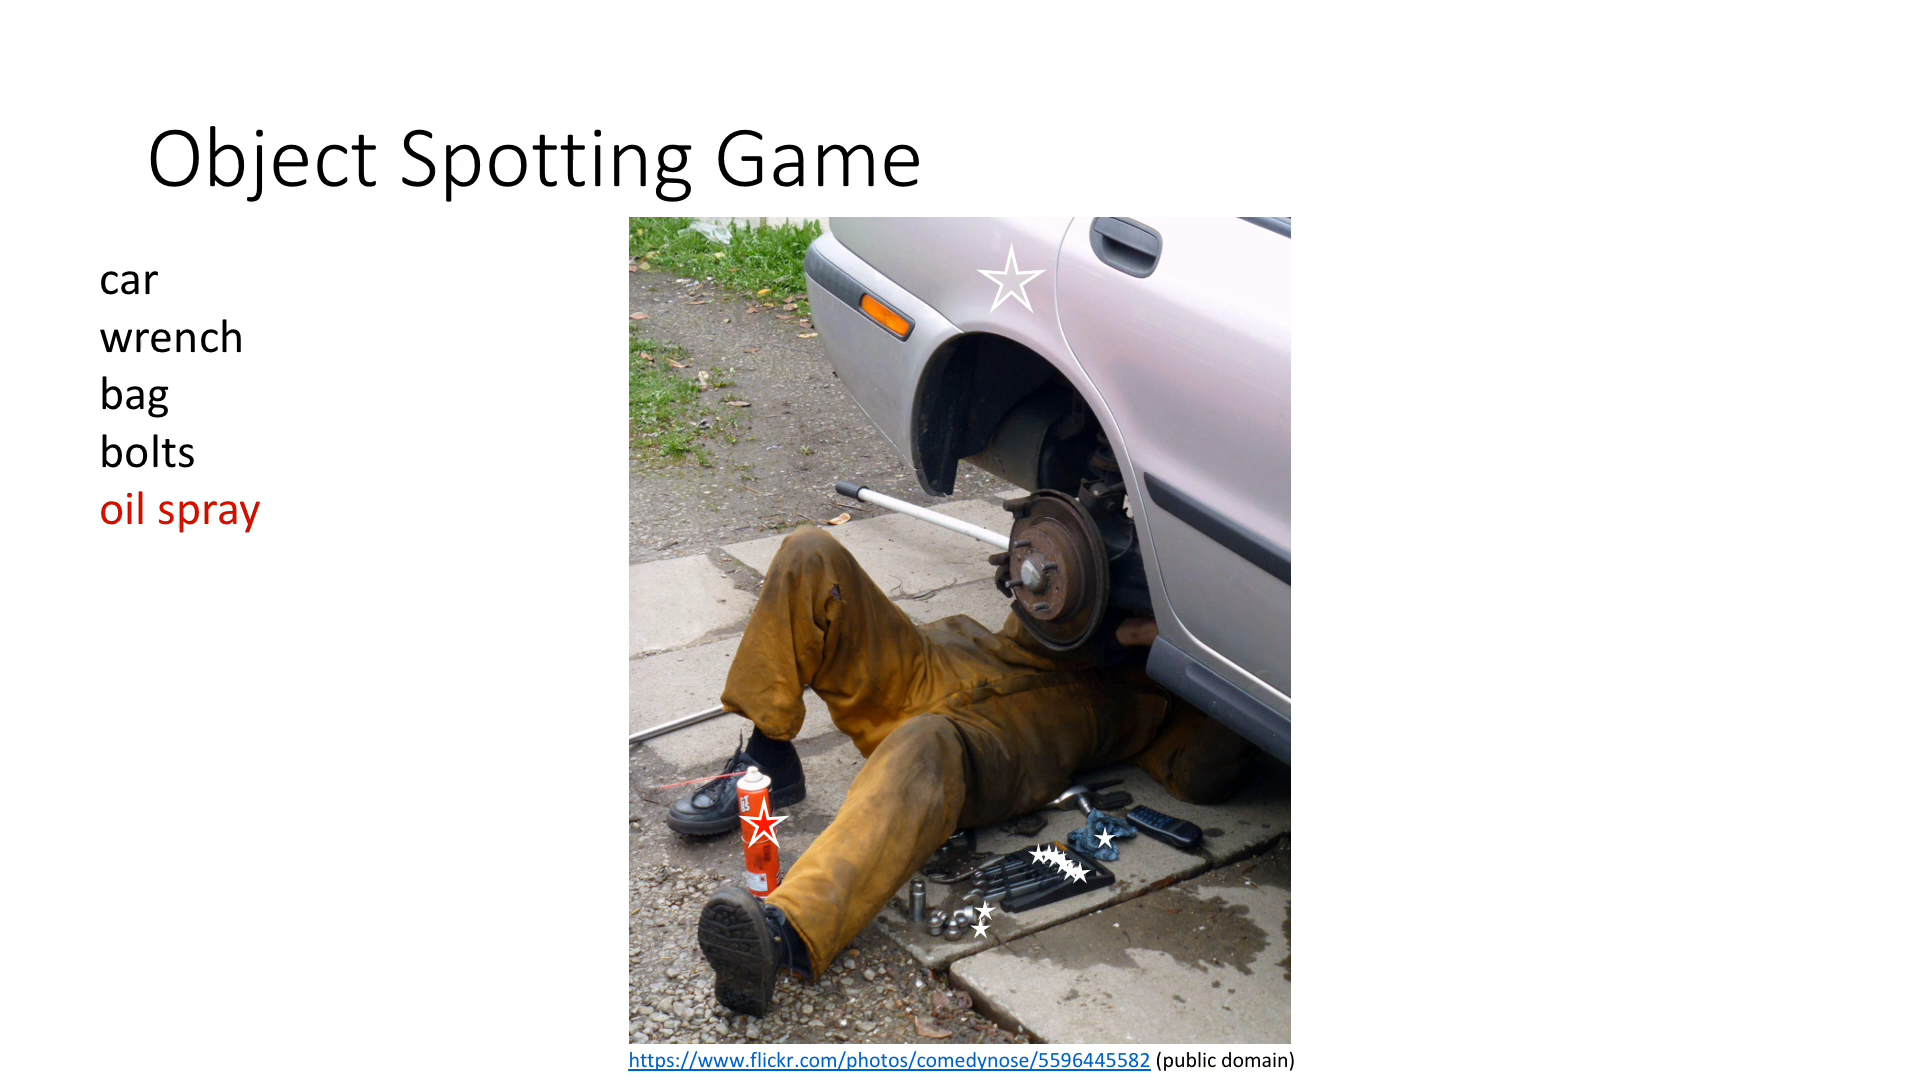 Object Spotting Game
car
wrench
bag
bolts
oil spray
https://www.flickr.com/photos/comedynose/5596445582 (public domain)